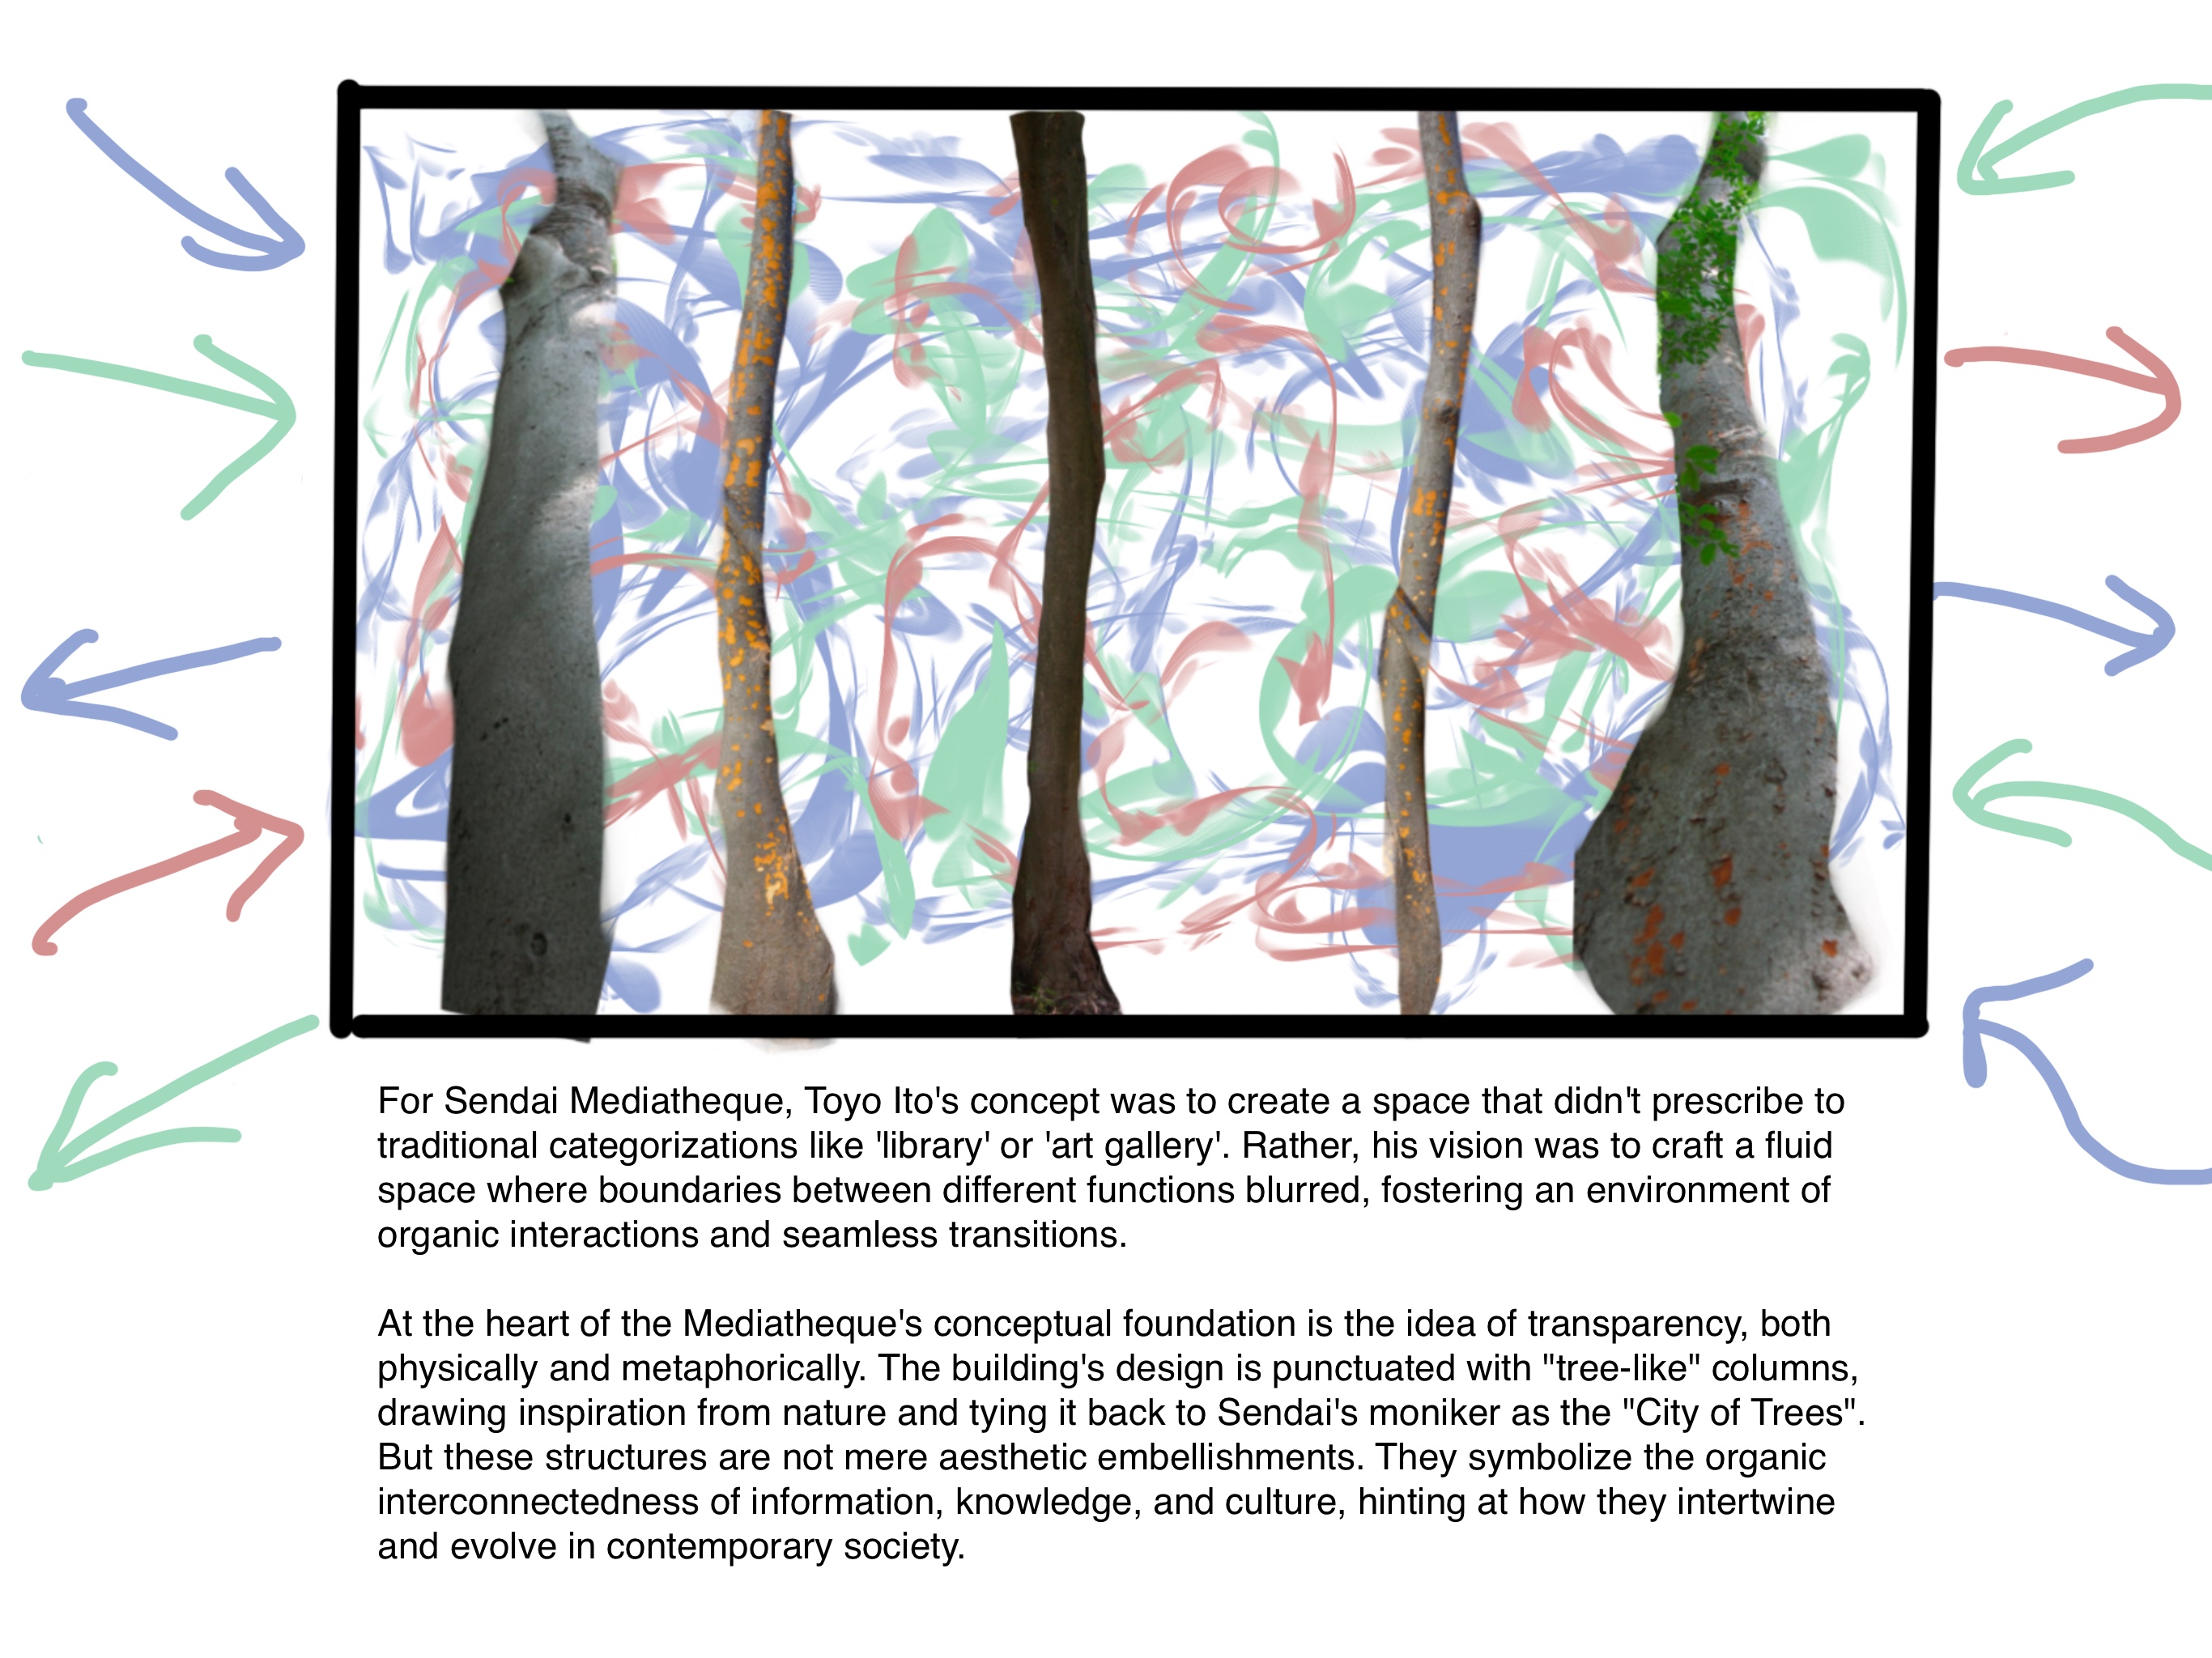 For Sendai Mediatheque, Toyo Ito's concept was to create a space that didn't prescribe to
traditional categorizations like 'library' or 'art gallery'. Rather, his vision was to craft a fluid
space where boundaries between different functions blurred, fostering an environment of
organic interactions and seamless transitions.
At the heart of the Mediatheque's conceptual foundation is the idea of transparency, both
physically and metaphorically. The building's design is punctuated with "tree-like" columns,
drawing inspiration from nature and tying it back to Sendai's moniker as the "City of Trees".
But these structures are not mere aesthetic embellishments. They symbolize the organic
interconnectedness of information, knowledge, and culture, hinting at how they intertwine
and evolve in contemporary society.